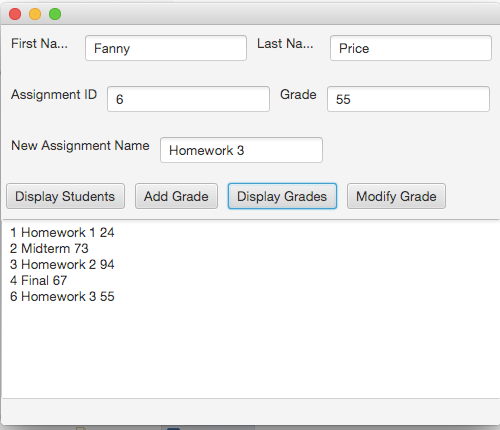 First Na... Fanny Last Na... Price
Assignment ID 6 Grade 55
New Assignment Name Homework 3
Display Students Add Grade Display Grades Modify Grade
1 Homework 1 24
2 Midterm 73
3 Homework 2 94
4 Final 67
6 Homework 3 55